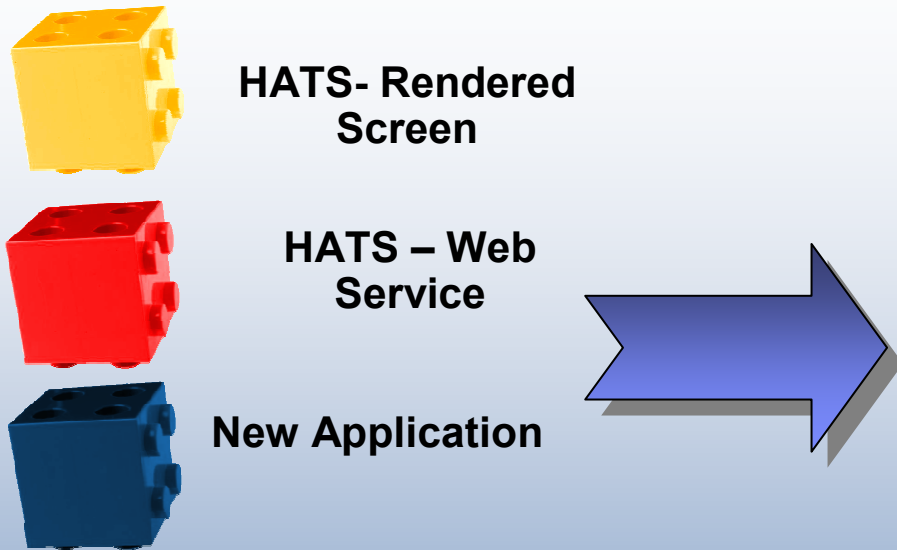 HATS- Rendered
Screen
HATS – Web
Service
New Application